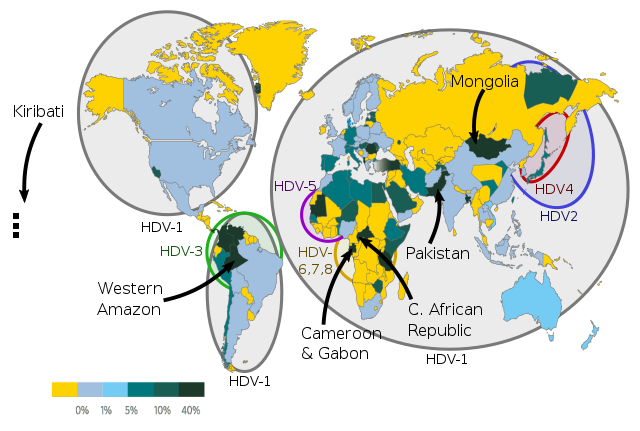 Mongolia
Kiribati
HDV-5
HDV4
HDV2
HDV-1
HDV-3
HDV-
6,7,8
Pakistan
Western
Amazon
C. African
Republic
Cameroon
& Gabon
HDV-1
HDV-1
0% 1% 5% 10% 40%